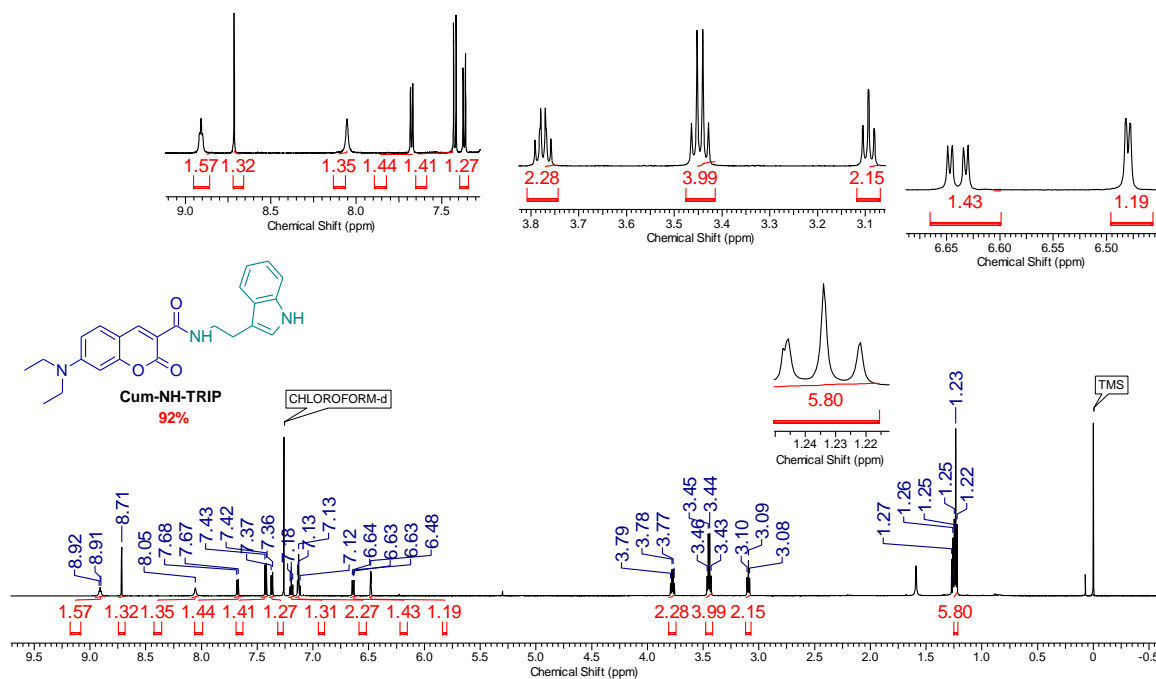 1.57 1.32 1.35 1.44 1.41 1.27
9.0 8.5 8.0 7.5
Chemical Shift (ppm)
2.28 3.99 2.15
3.8 3.7 3.6 3.5 3.4 3.3 3.2 3.1
Chemical Shift (ppm)
1.43 1.19
6.65 6.60 6.55 6.50
Chemical Shift (ppm)
5.80
1.24 1.23 1.22
Chemical Shift (ppm)
O
NH
NH
N
O
O
Cum-NH-TRIP
92%
CHLOROFORM-d
TMS
8.92 8.91 8.71 8.05 7.68 7.67 7.43 7.42 7.37 7.36 7.18 7.13 7.13 7.12 6.64 6.63 6.63 6.48 3.79 3.78 3.77 3.46 3.45 3.44 3.43 3.10 3.09 3.08 1.27 1.26 1.25 1.25 1.23 1.22
1.57 1.32 1.35 1.44 1.41 1.27 1.31 2.27 1.43 1.19 2.28 3.99 2.15 5.80
9.5 9.0 8.5 8.0 7.5 7.0 6.5 6.0 5.5 5.0 4.5 4.0 3.5 3.0 2.5 2.0 1.5 1.0 0.5 0 -0.5
Chemical Shift (ppm)